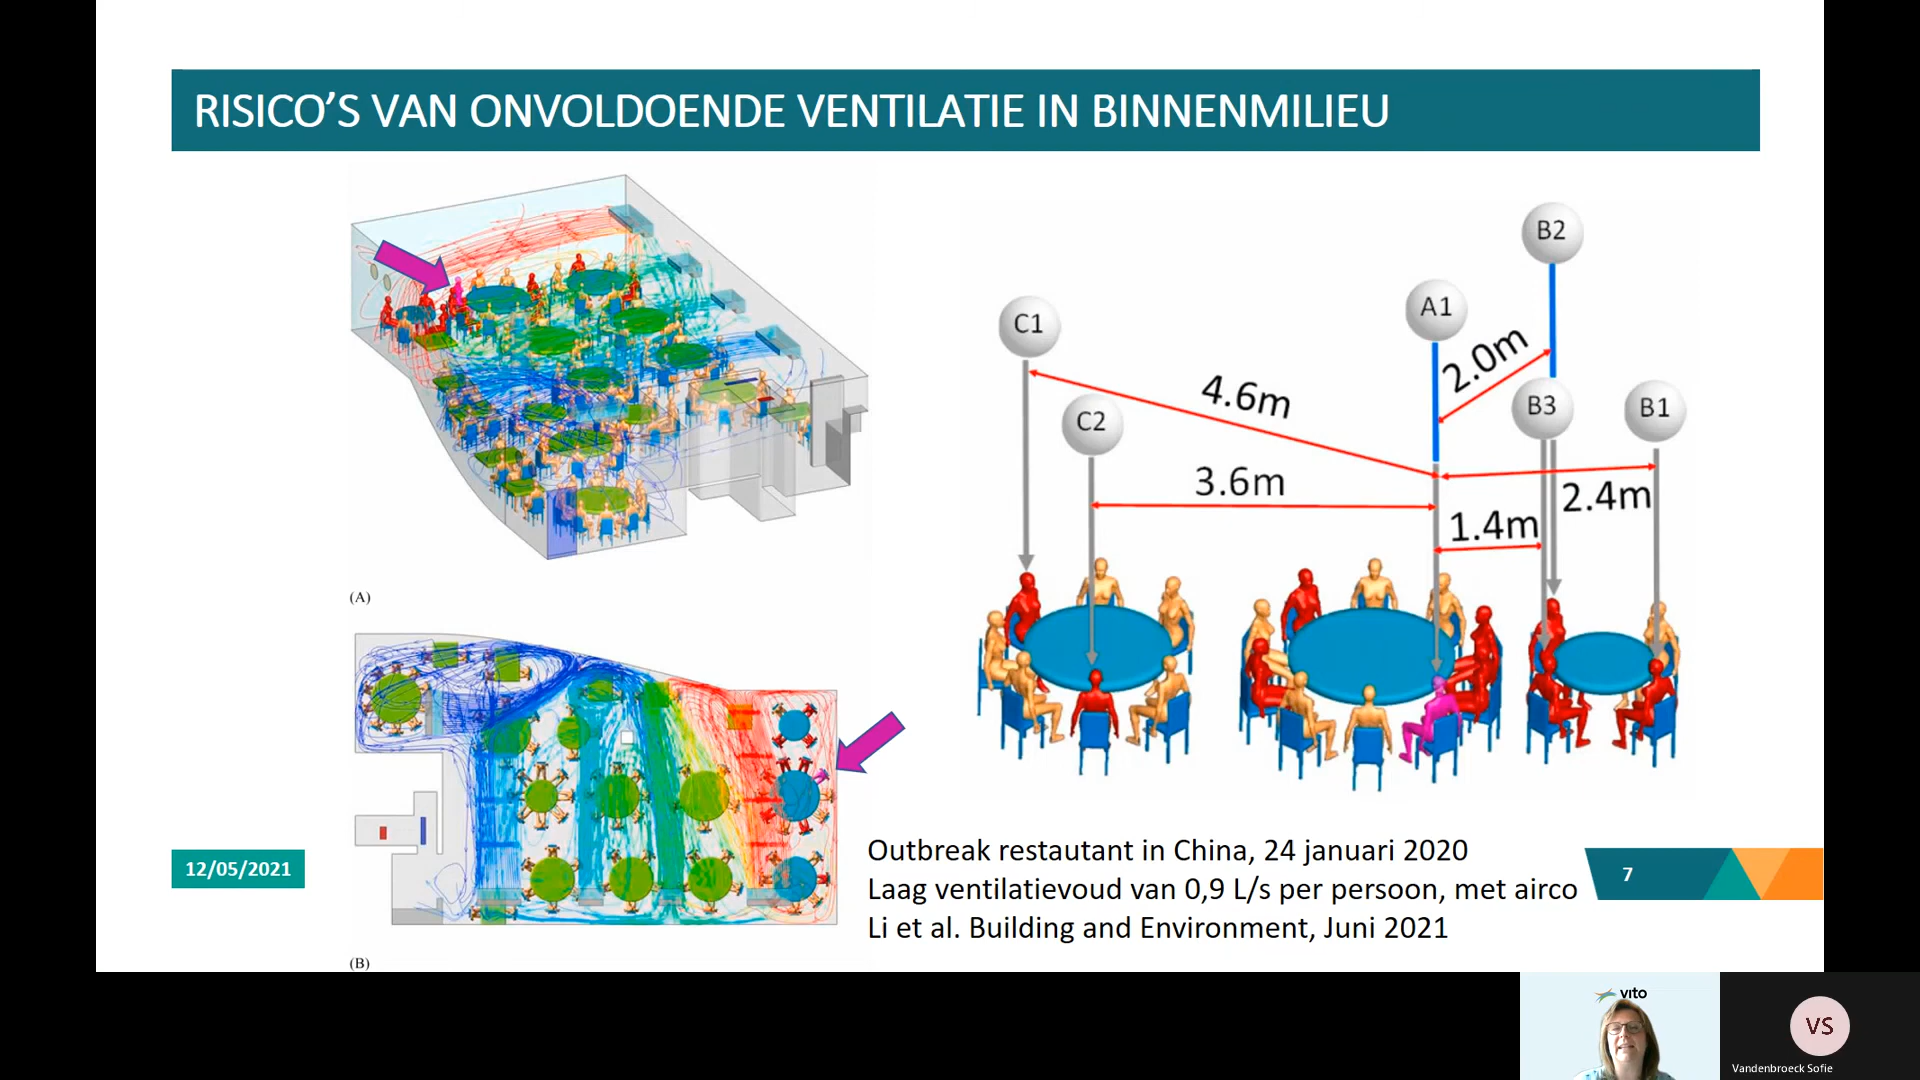 RISICO’S VAN ONVOLDOENDE VENTILATIE IN BINNENMILIEU
(A)
(B)
C1
C2
A1
B2
B3
B1
4.6m
3.6m
2.0m
2.4m
1.4m
Outbreak restautant in China, 24 januari 2020
Laag ventilatievoud van 0,9 L/s per persoon, met airco
Li et al. Building and Environment, Juni 2021
12/05/2021
7
vito
VS
Vandenbroeck Sofie